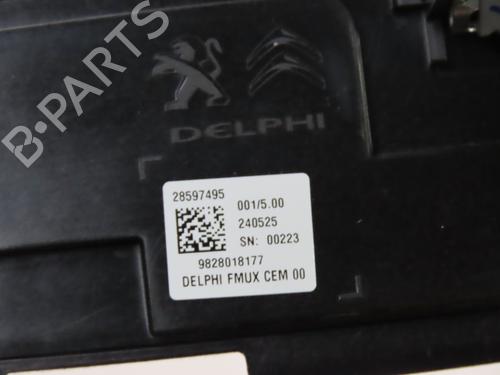 DELPHI
B-PARTS
28597495
001/5.00
240525
SN: 00223
9828018177
DELPHI FMUX CEM 00